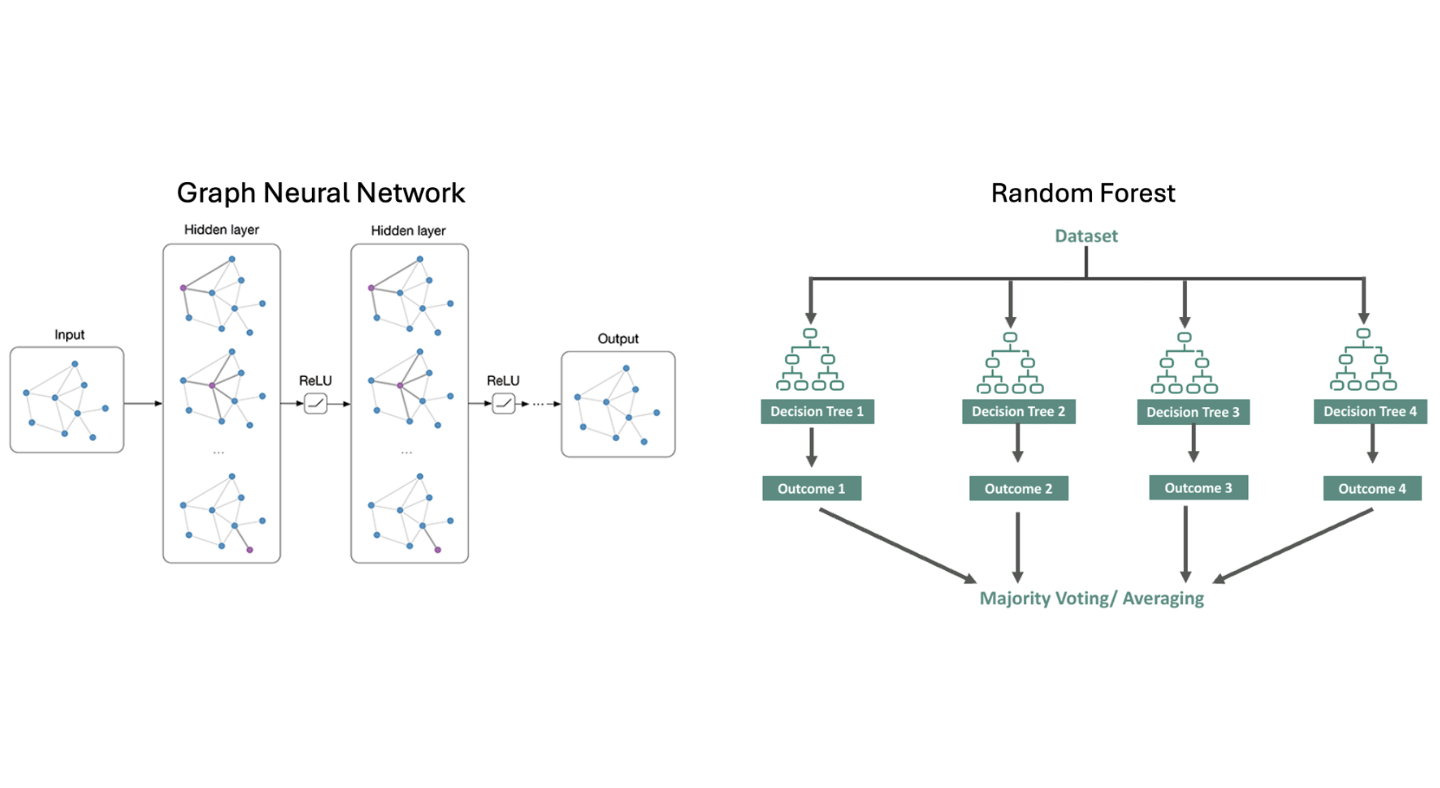 Graph Neural Network
Hidden layer
Hidden layer
Input
Output
ReLU
ReLU
...
...
...
Random Forest
Dataset
Decision Tree 1
Decision Tree 2
Decision Tree 3
Decision Tree 4
Outcome 1
Outcome 2
Outcome 3
Outcome 4
Majority Voting/ Averaging